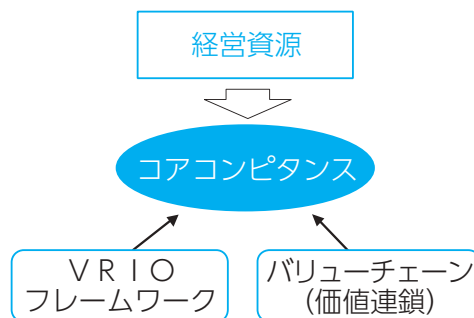 経営資源
コアコンピタンス
ＶＲＩＯ
フレームワーク
バリューチェーン
(価値連鎖)